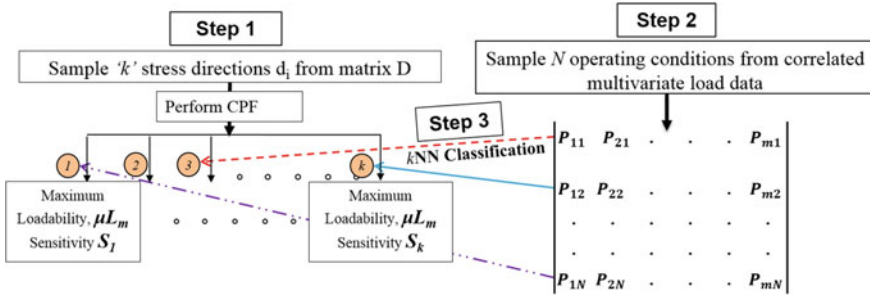 Step 1
Sample ‘k’ stress directions dᵢ from matrix D
Perform CPF
1
2
3
k
Maximum
Loadability, μLₘ
Sensitivity S₁
Maximum
Loadability, μLₘ
Sensitivity Sₖ
Step 3
kNN Classification
Step 2
Sample N operating conditions from correlated
multivariate load data
P₁₁ P₂₁ . . . Pₘ₁
P₁₂ P₂₂ . . . Pₘ₂
. . . . . .
. . . . . .
P₁N P₂N . . . PₘN